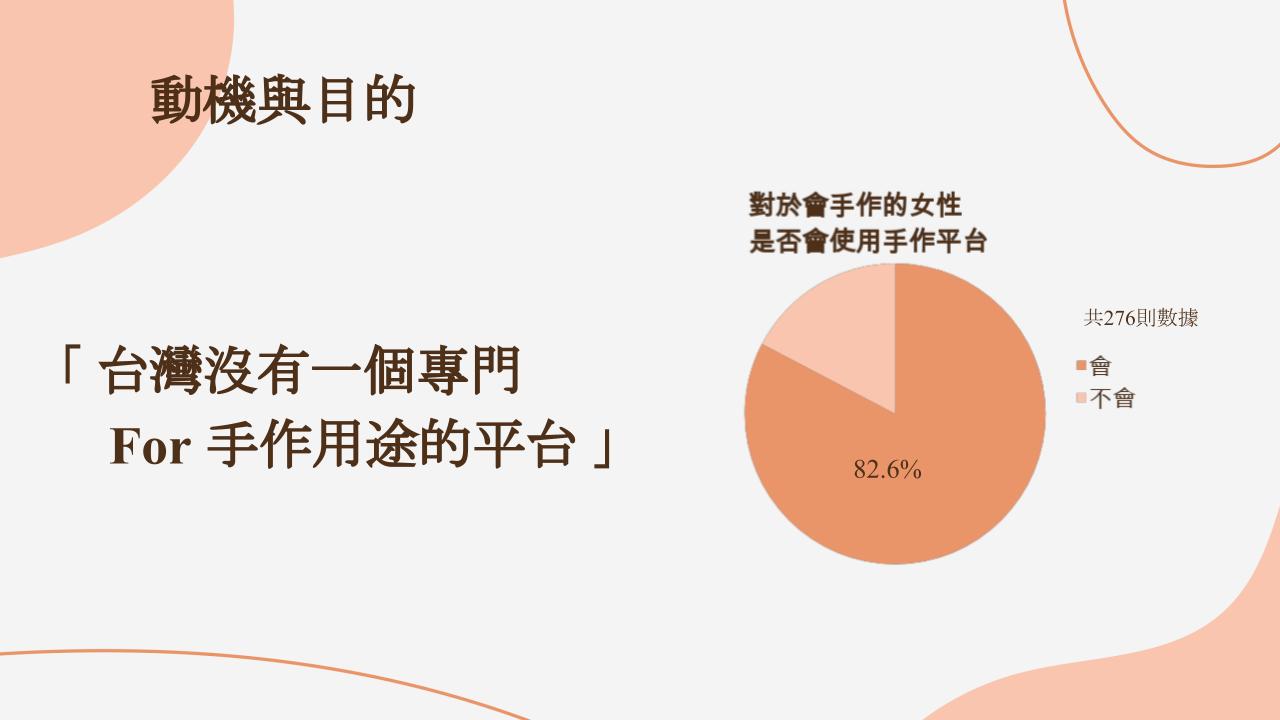 動機與目的
「 台灣沒有一個專門
For 手作用途的平台 」
對於會手作的女性
是否會使用手作平台
共276則數據
會
不會
82.6%